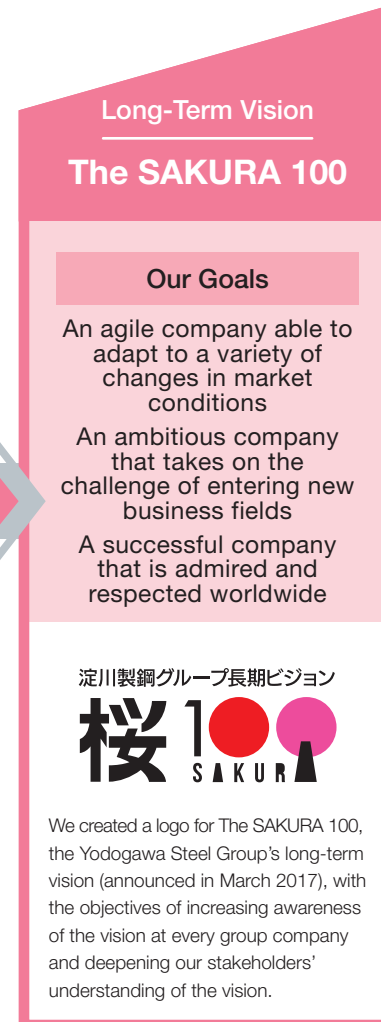 Long-Term Vision
The SAKURA 100
Our Goals
An agile company able to
adapt to a variety of
changes in market
conditions
An ambitious company
that takes on the
challenge of entering new
business fields
A successful company
that is admired and
respected worldwide
淀川製鋼グループ長期ビジョン
桜100
SAKURA
We created a logo for The SAKURA 100,
the Yodogawa Steel Group’s long-term
vision (announced in March 2017), with
the objectives of increasing awareness
of the vision at every group company
and deepening our stakeholders’
understanding of the vision.